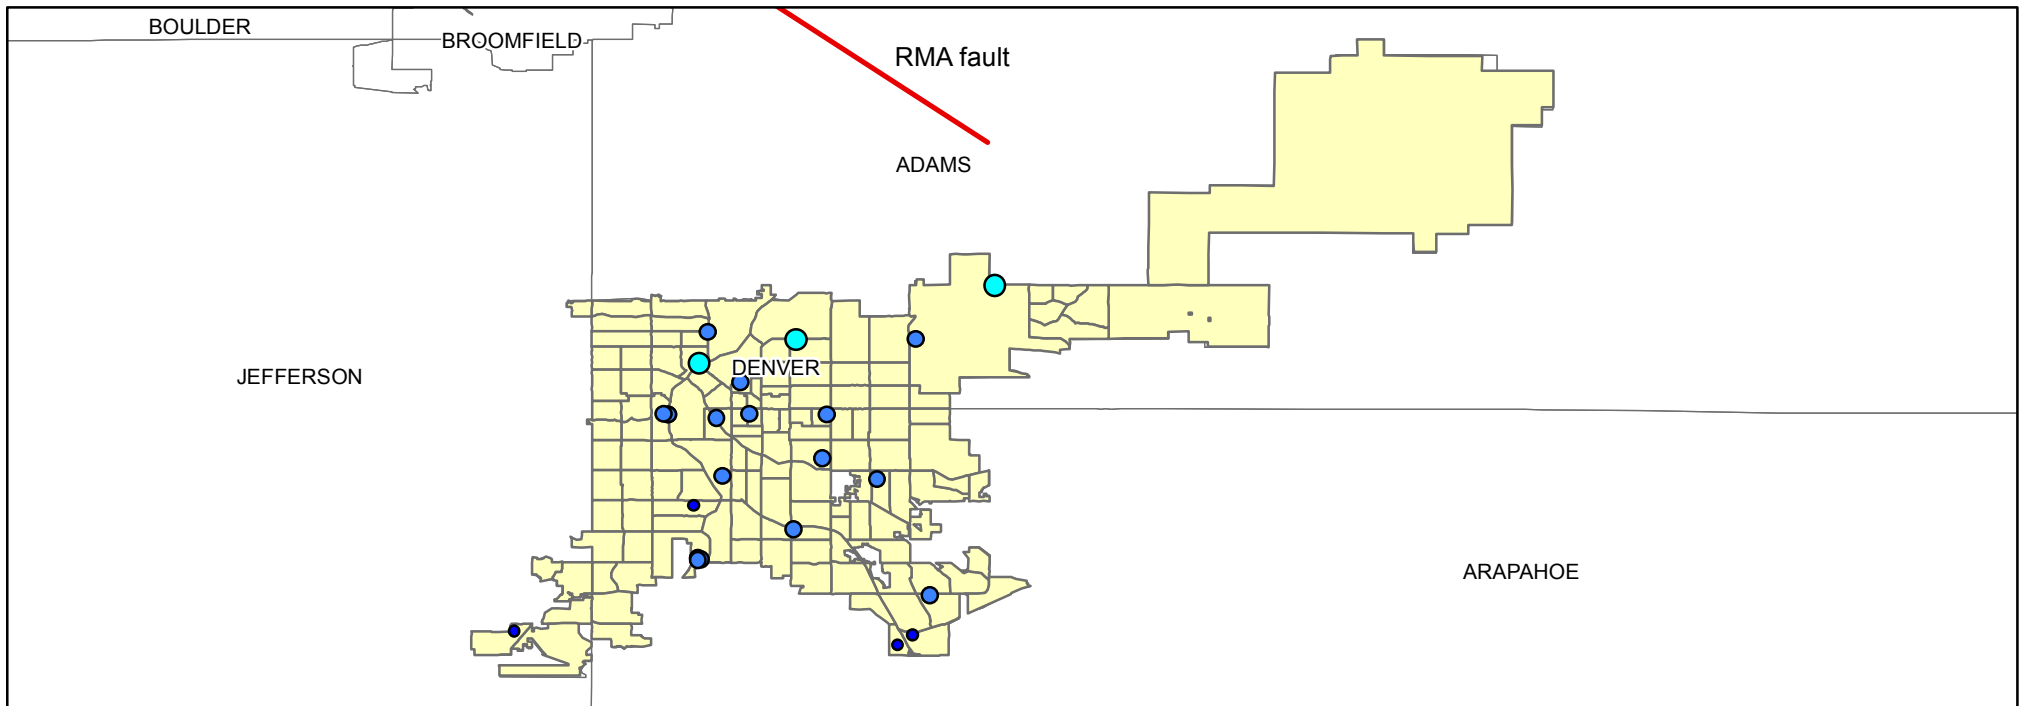 BOULDER
BROOMFIELD
RMA fault
ADAMS
DENVER
JEFFERSON
ARAPAHOE